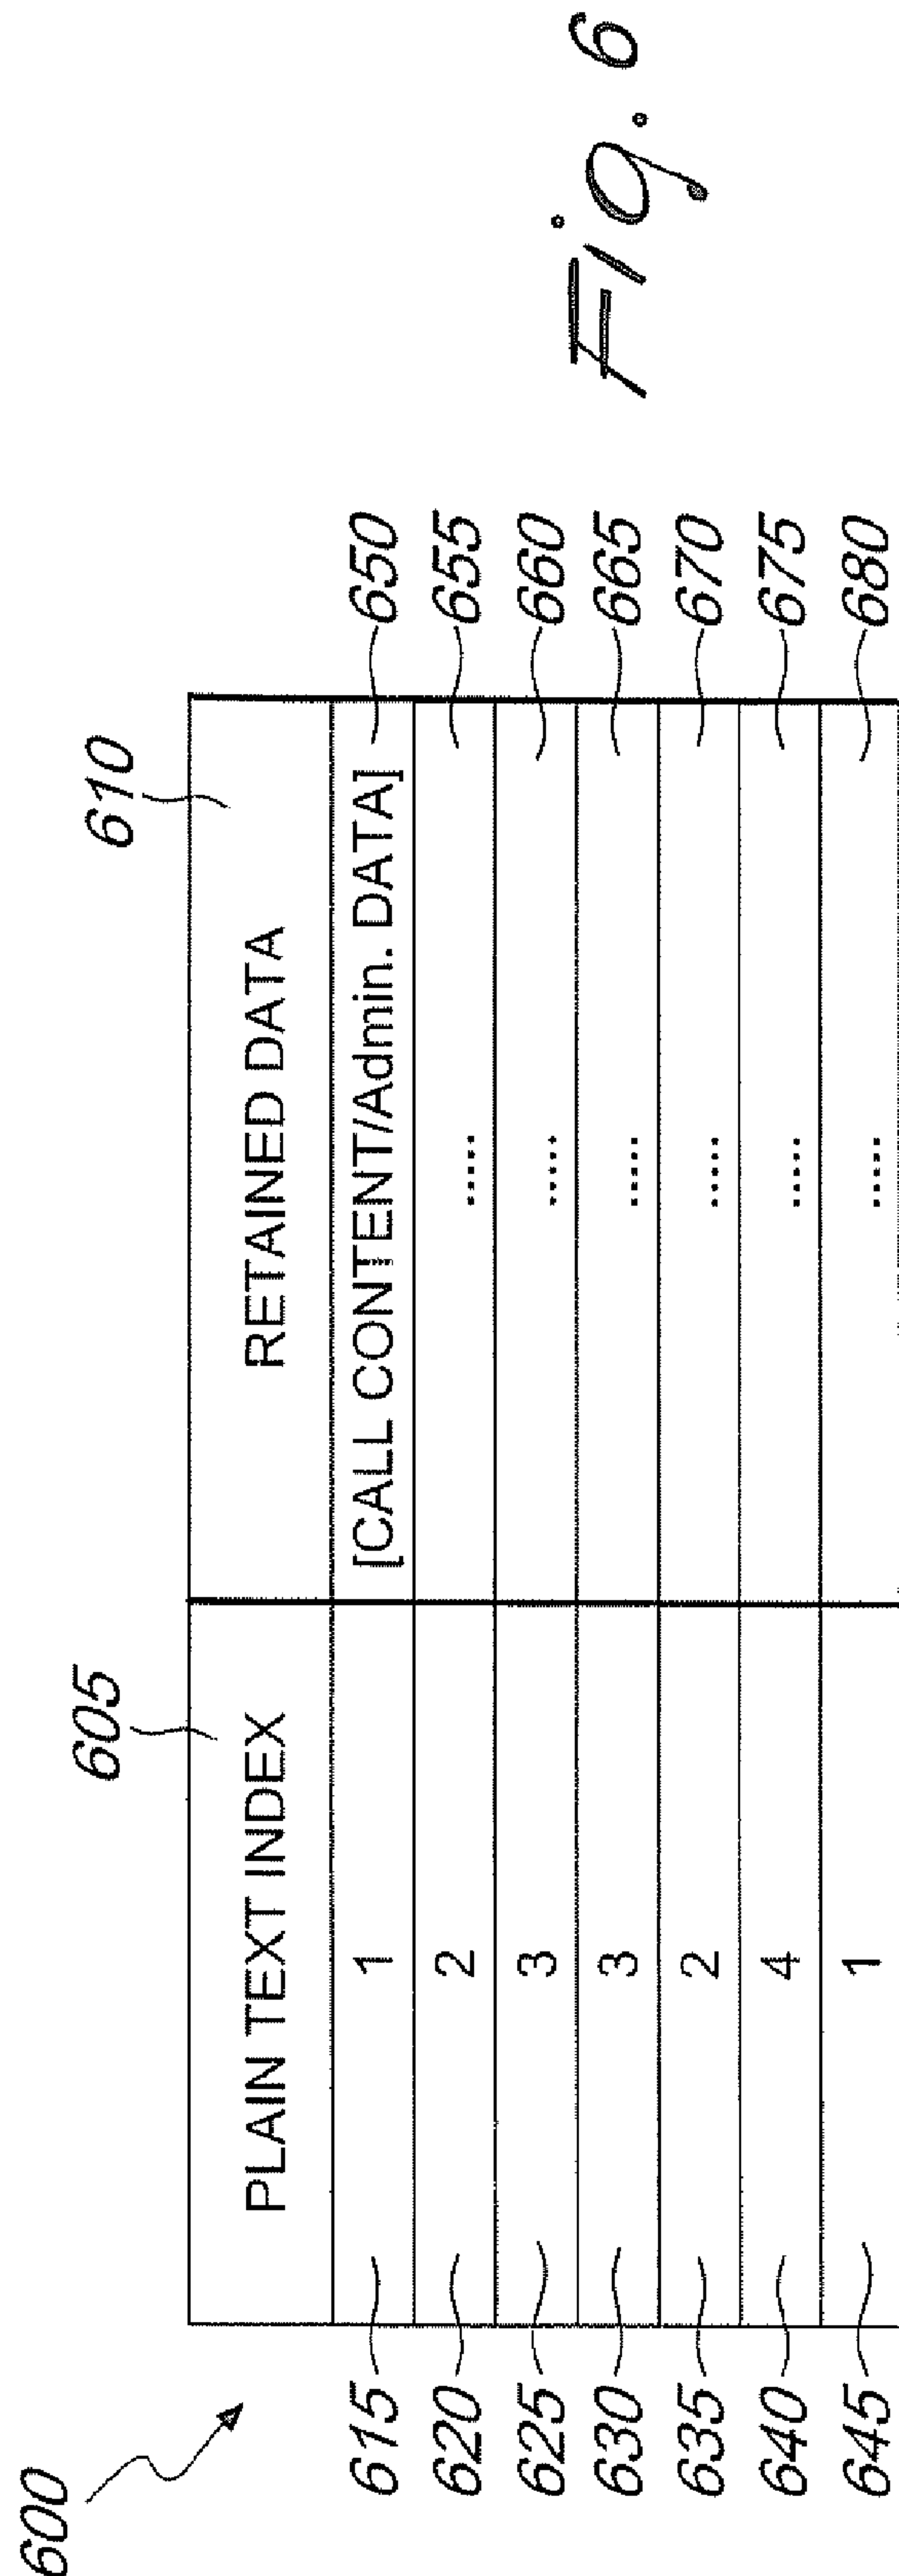 600
605
610
PLAIN TEXT INDEX RETAINED DATA
615 1 [CALL CONTENT/Admin. DATA] 650
620 2 ..... 655
625 3 ..... 660
630 3 ..... 665
635 2 ..... 670
640 4 ..... 675
645 1 ..... 680
Fig. 6